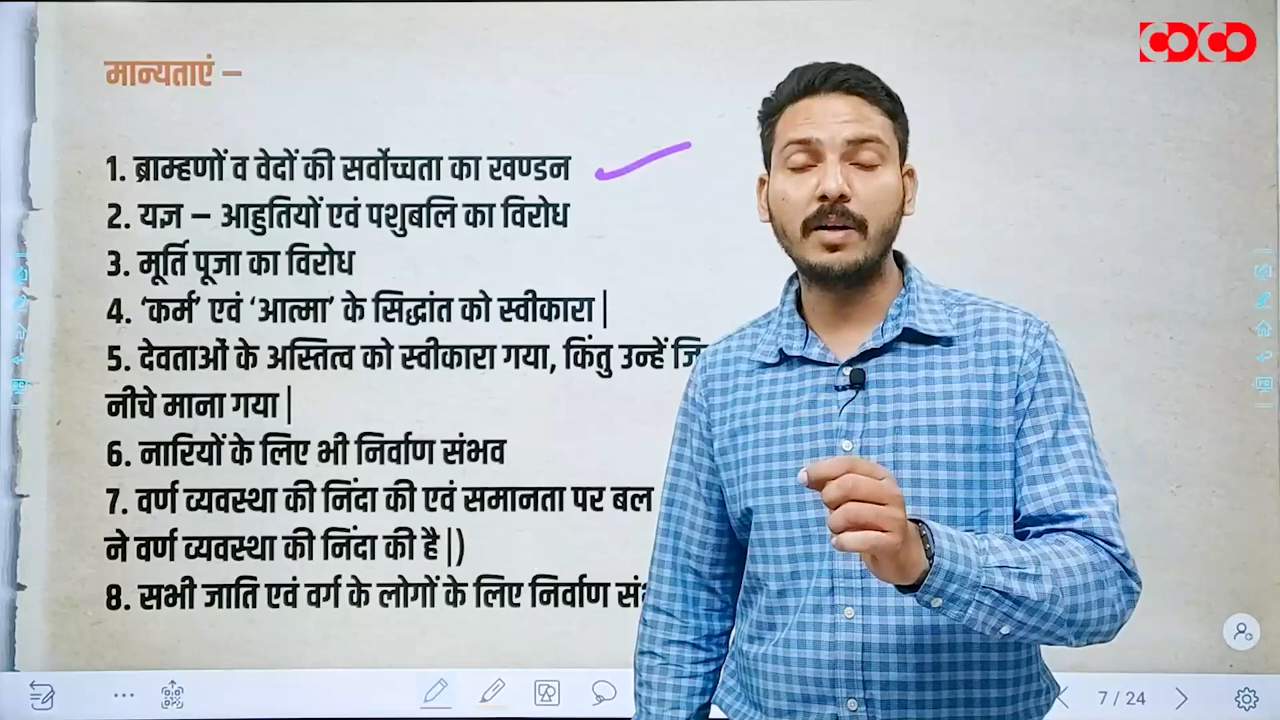 COCO
मान्यताएं –
1. ब्राम्हणों व वेदों की सर्वोच्चता का खण्डन
2. यज्ञ – आहुतियों एवं पशुबलि का विरोध
3. मूर्ति पूजा का विरोध
4. ‘कर्म’ एवं ‘आत्मा’ के सिद्धांत को स्वीकारा|
5. देवताओं के अस्तित्व को स्वीकारा गया, किंतु उन्हें
नीचे माना गया|
6. नारियों के लिए भी निर्वाण संभव
7. वर्ण व्यवस्था की निंदा की एवं समानता पर बल
ने वर्ण व्यवस्था की निंदा की है|)
8. सभी जाति एवं वर्ग के लोगों के लिए निर्वाण
7 / 24